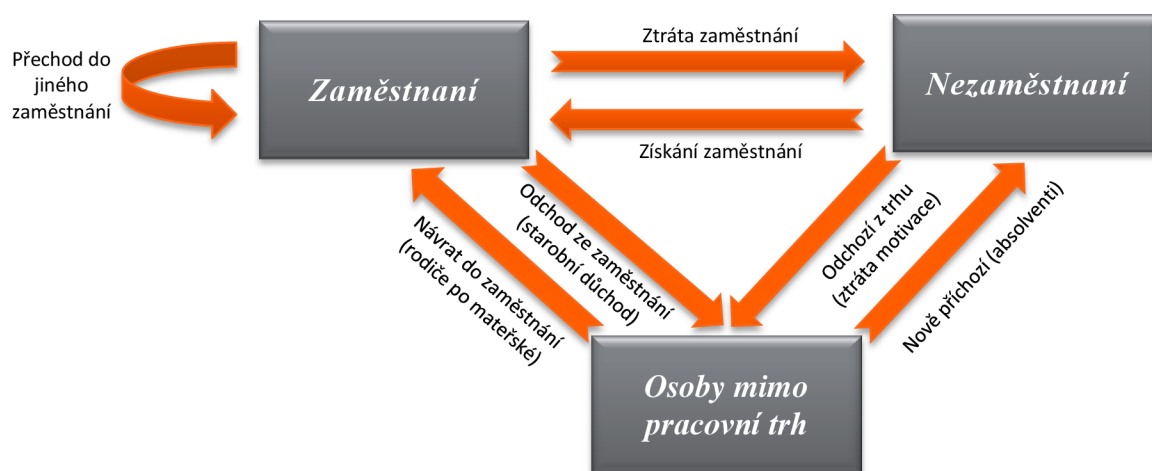 Přechod do
jiného
zaměstnání
Zaměstnaní
Ztráta zaměstnání
Získání zaměstnání
Nezaměstnaní
Návrat do zaměstnání
(rodiče po mateřské)
Odchod ze zaměstnání
(starobní důchod)
Odchozí z trhu
(ztráta motivace)
Nově příchozí (absolventi)
Osoby mimo
pracovní trh